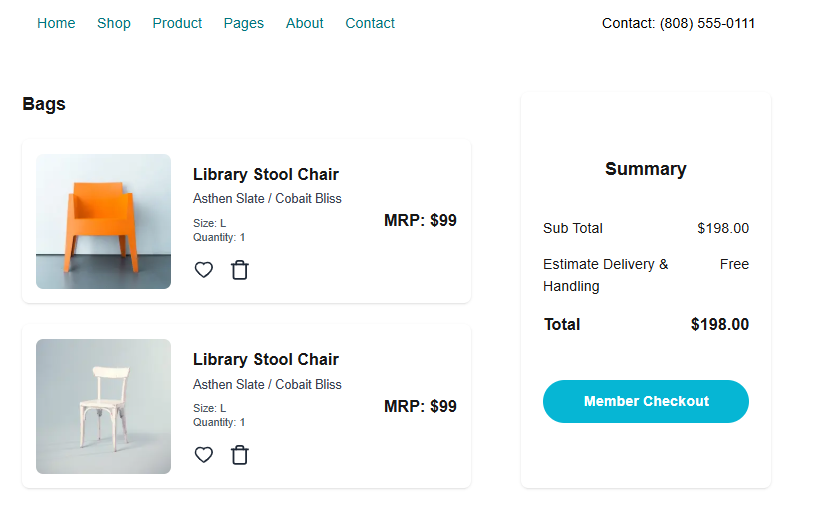 Home Shop Product Pages About Contact Contact: (808) 555-0111
Bags
Library Stool Chair
Asthen Slate / Cobait Bliss
Size: L
Quantity: 1
MRP: $99
Library Stool Chair
Asthen Slate / Cobait Bliss
Size: L
Quantity: 1
MRP: $99
Summary
Sub Total $198.00
Estimate Delivery & Free
Handling
Total $198.00
Member Checkout